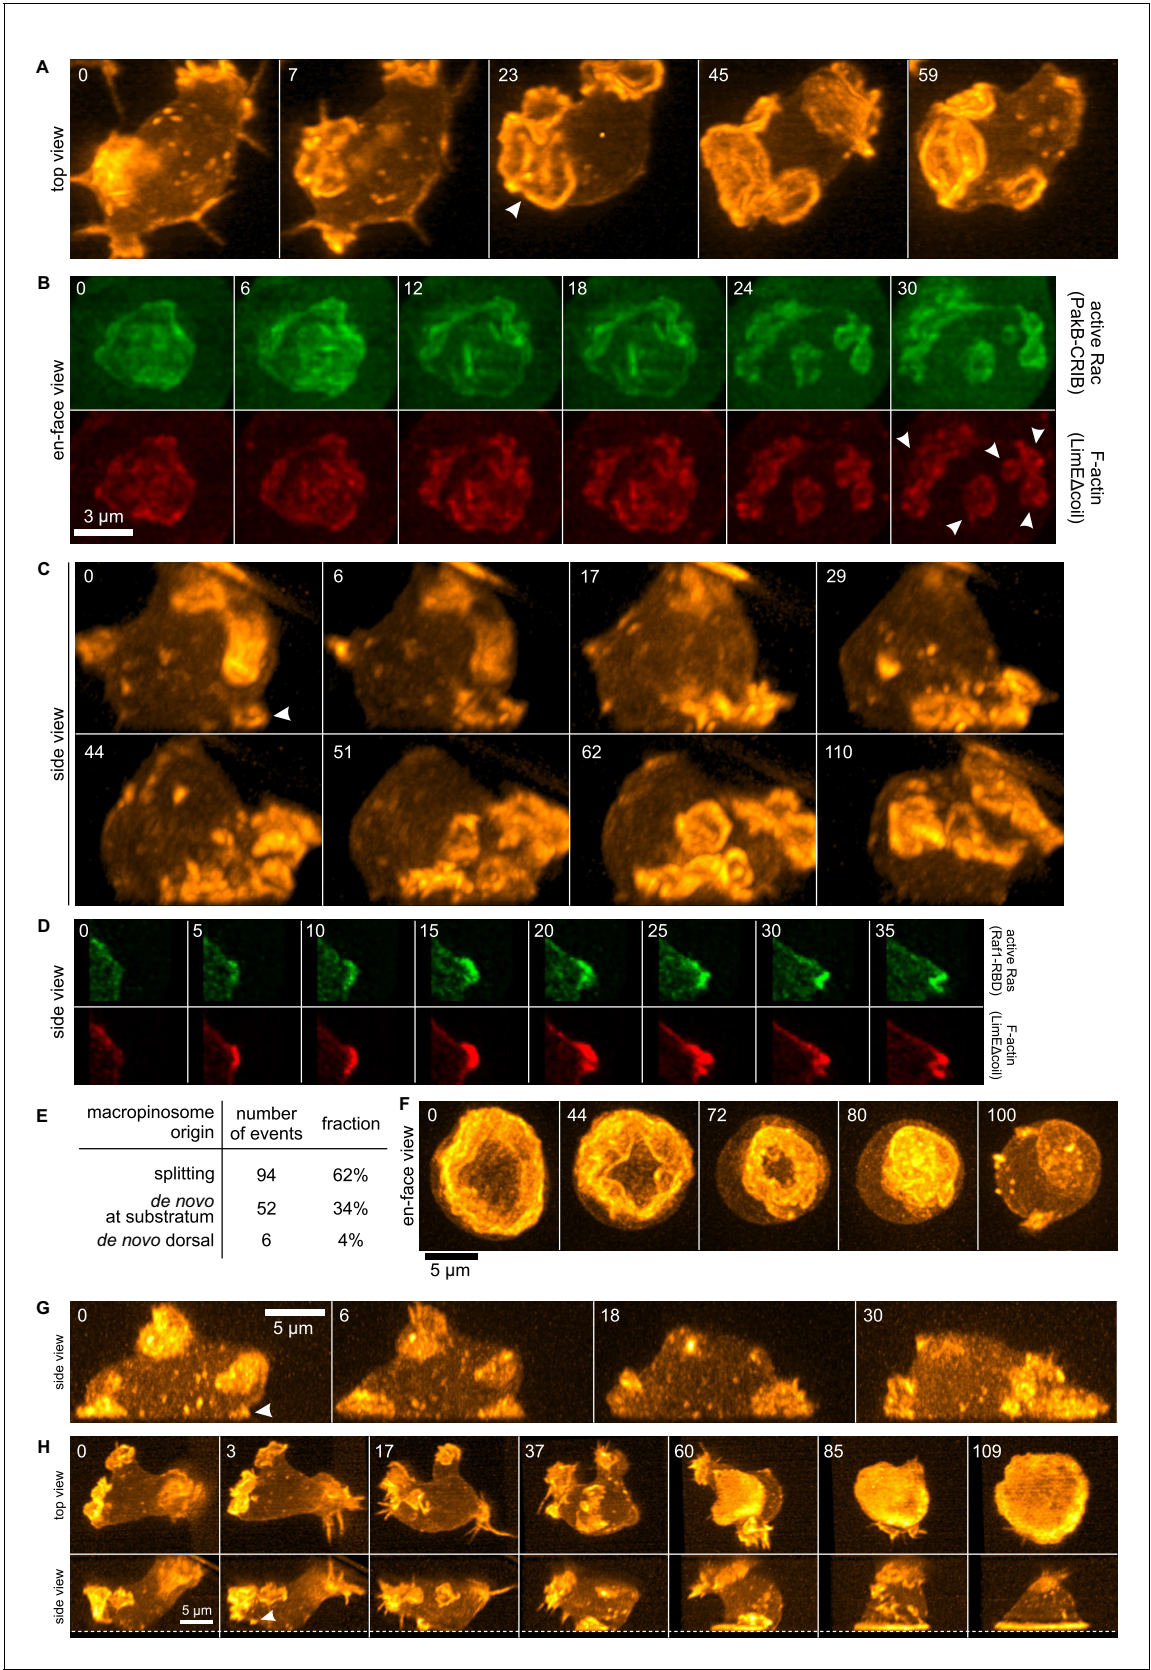 A
top view
0
7
23
45
59
B
en-face view
0
6
12
18
24
30
active Rac
(PakB-CRIB)
F-actin
(LimEΔcoil)
3 µm
C
side view
0
6
17
29
44
51
62
110
D
side view
0
5
10
15
20
25
30
35
active Ras
(Raf1-RBD)
F-actin
(LimEΔcoil)
E
macropinosome
origin
number
of events
fraction
splitting
94
62%
de novo
at substratum
52
34%
de novo dorsal
6
4%
F
en-face view
0
44
72
80
100
5 µm
G
side view
0
6
18
30
5 µm
H
top view
0
3
17
37
60
85
109
side view
5 µm